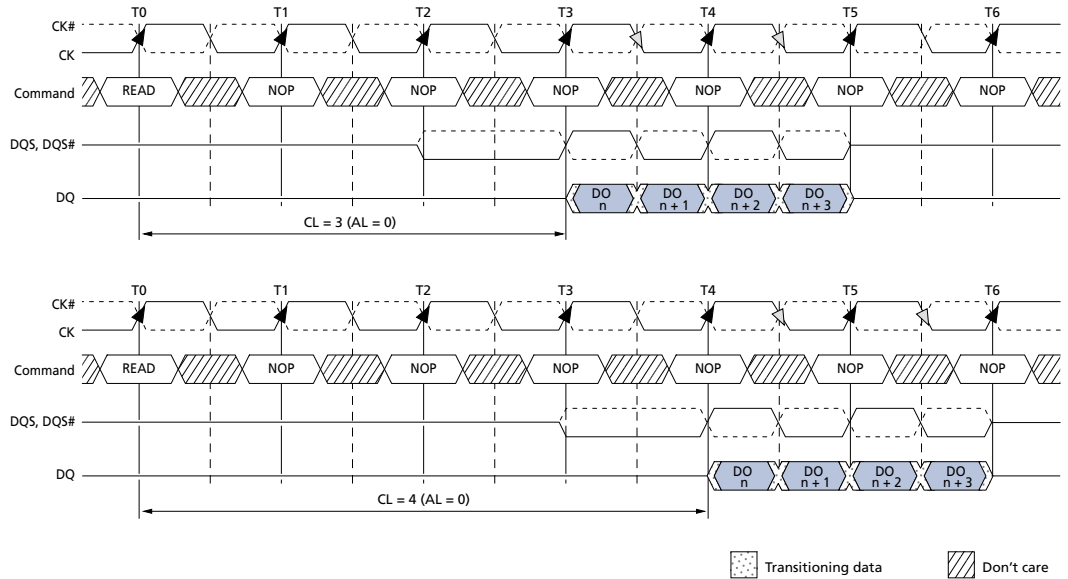 T0 T1 T2 T3 T4 T5 T6
CK#
CK
Command READ NOP NOP NOP NOP NOP NOP
DQS, DQS#
DQ DO n DO n + 1 DO n + 2 DO n + 3
CL = 3 (AL = 0)
T0 T1 T2 T3 T4 T5 T6
CK#
CK
Command READ NOP NOP NOP NOP NOP NOP
DQS, DQS#
DQ DO n DO n + 1 DO n + 2 DO n + 3
CL = 4 (AL = 0)
Transitioning data Don't care